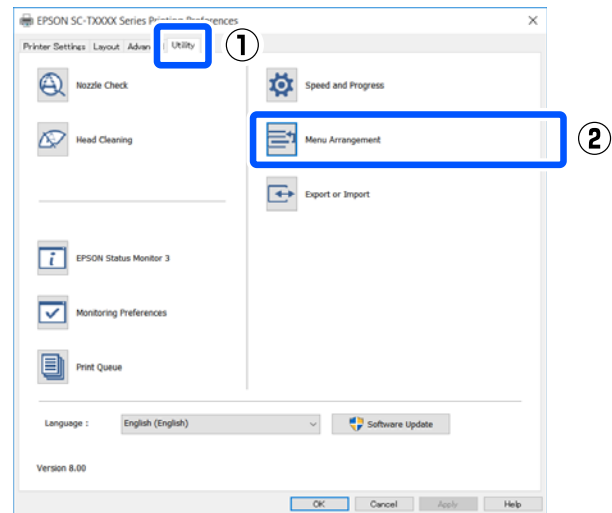 EPSON SC-TXXXX Series Printing Preferences
Printer Settings Layout Advan Utility ①
Nozzle Check
Speed and Progress
Head Cleaning
Menu Arrangement ②
Export or Import
EPSON Status Monitor 3
Monitoring Preferences
Print Queue
Language : English (English) Software Update
Version 8.00
OK Cancel Apply Help